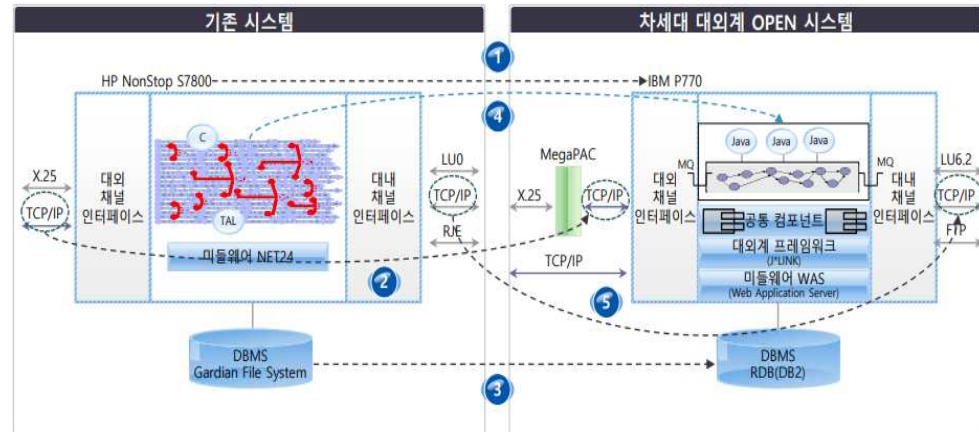 기존 시스템
차세대 대외계 OPEN 시스템
1
HP NonStop S7800
IBM P770
4
C
TAL
X.25
TCP/IP
대외
채널
인터페이스
미들웨어 NET24
대내
채널
인터페이스
LU0
TCP/IP
RJE
2
MegaPAC
X.25
TCP/IP
TCP/IP
대외
채널
인터페이스
Java
Java
Java
MQ
MQ
공통 컴포넌트
대외계 프레임워크
(J*LINK)
미들웨어 WAS
(Web Application Server)
대내
채널
인터페이스
LU6.2
TCP/IP
FTP
5
DBMS
Gardian File System
3
DBMS
RDB(DB2)